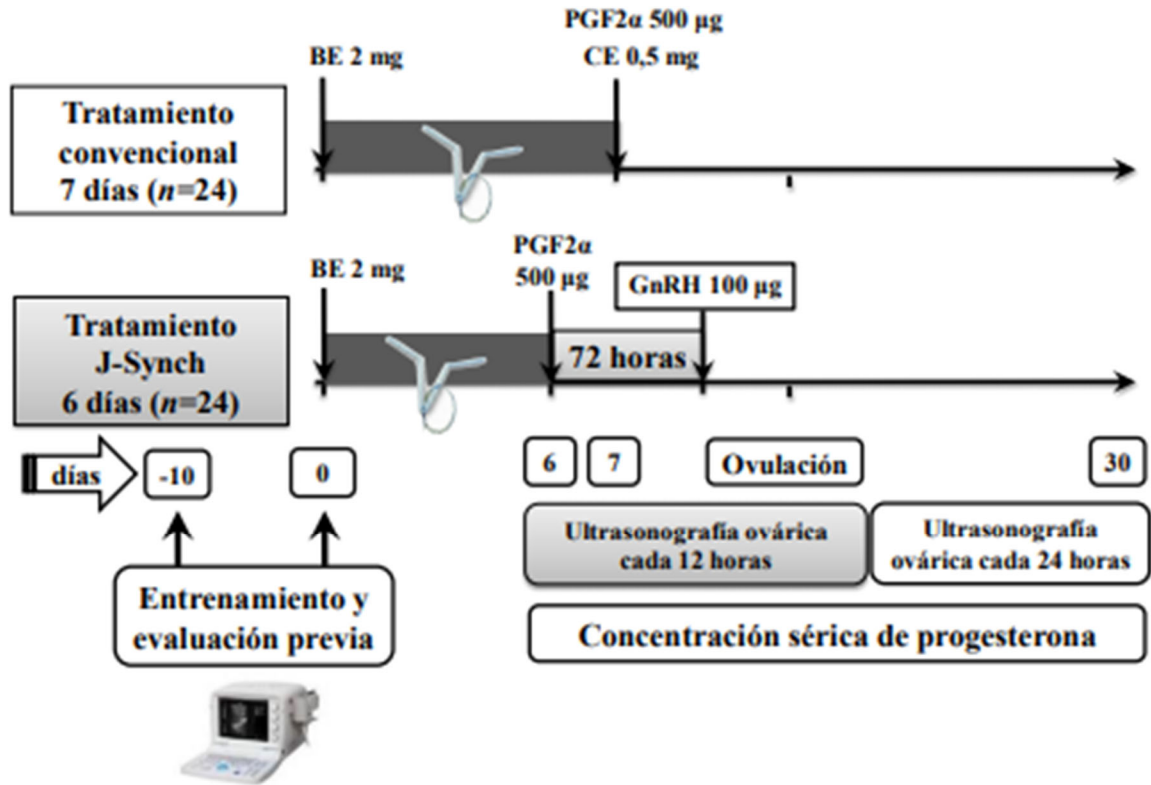 PGF2α 500 µg
BE 2 mg
CE 0,5 mg
Tratamiento
convencional
7 días (n=24)
PGF2α
500 µg
BE 2 mg
GnRH 100 µg
Tratamiento
J-Synch
6 días (n=24)
72 horas
días
-10
0
6
7
Ovulación
30
Ultrasonografía ovárica
cada 12 horas
Ultrasonografía
ovárica cada 24 horas
Entrenamiento y
evaluación previa
Concentración sérica de progesterona